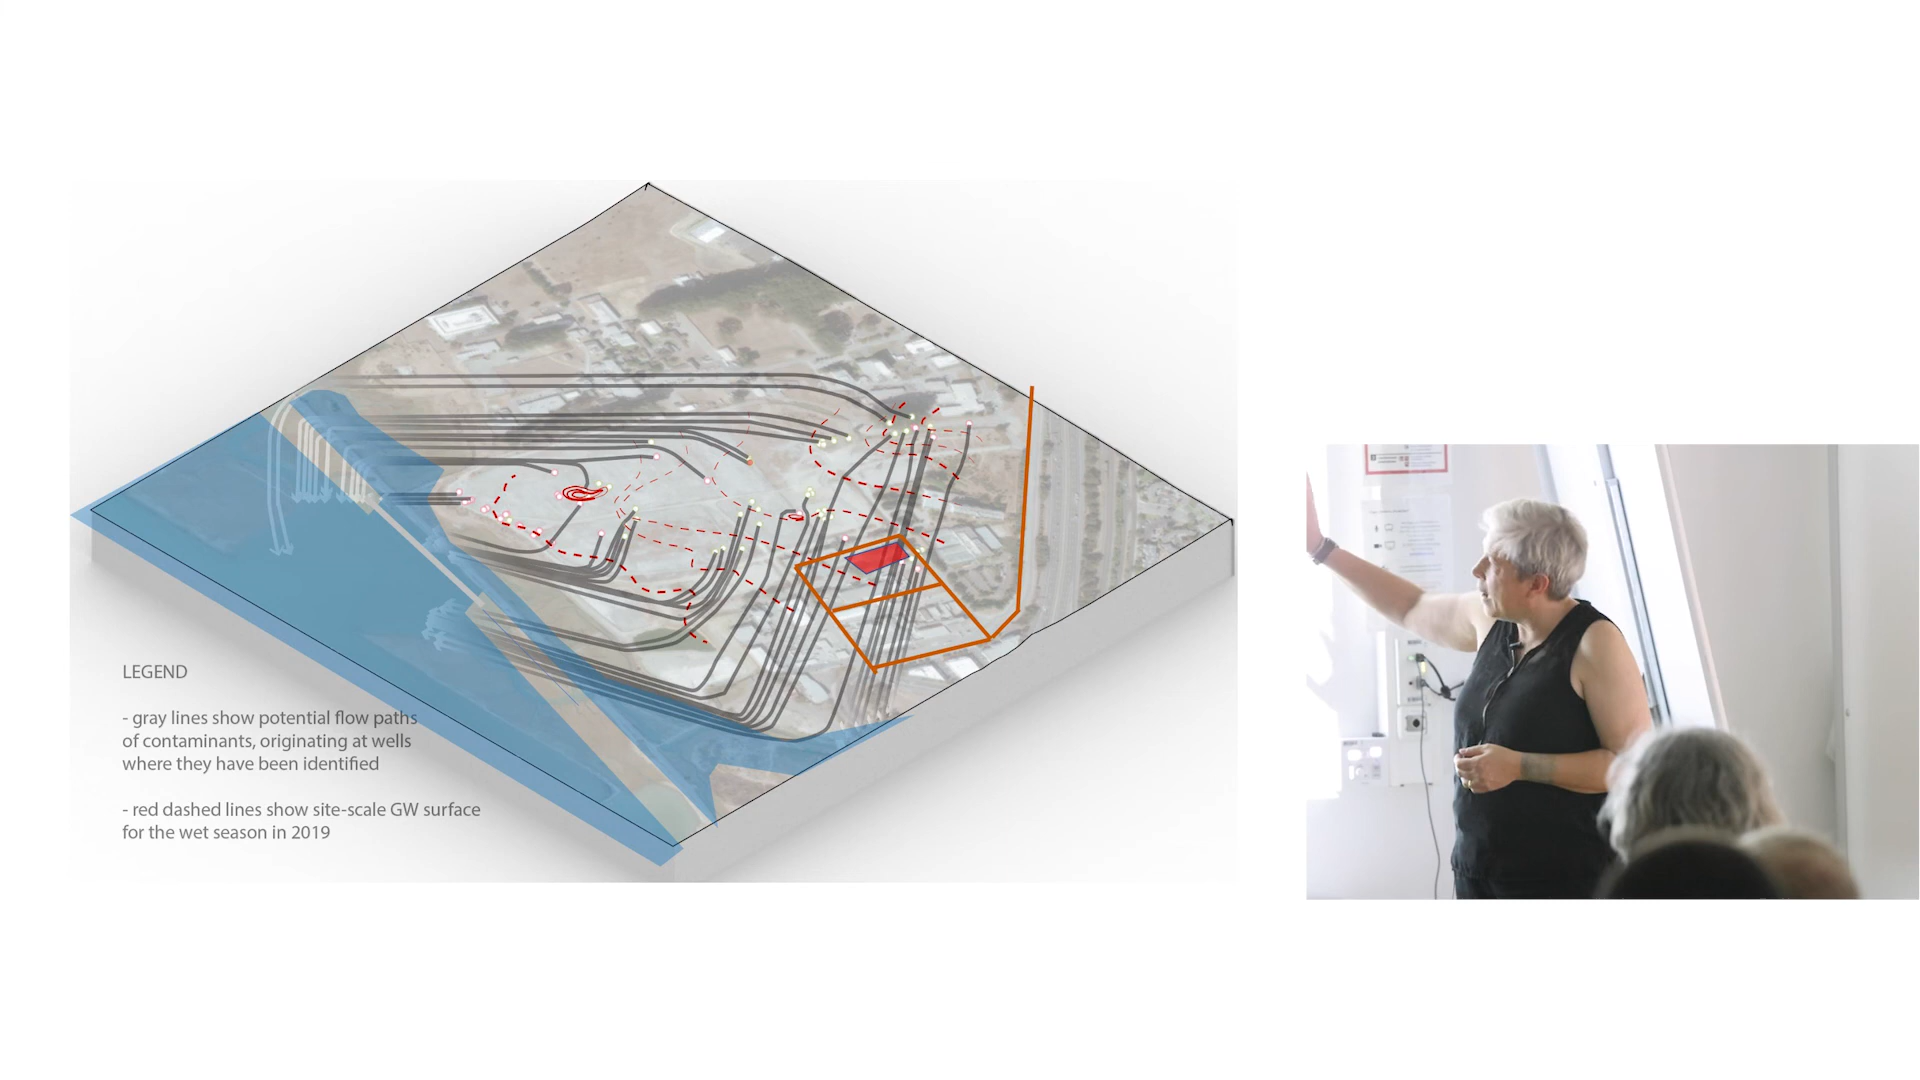 LEGEND
- gray lines show potential flow paths
of contaminants, originating at wells
where they have been identified
- red dashed lines show site-scale GW surface
for the wet season in 2019